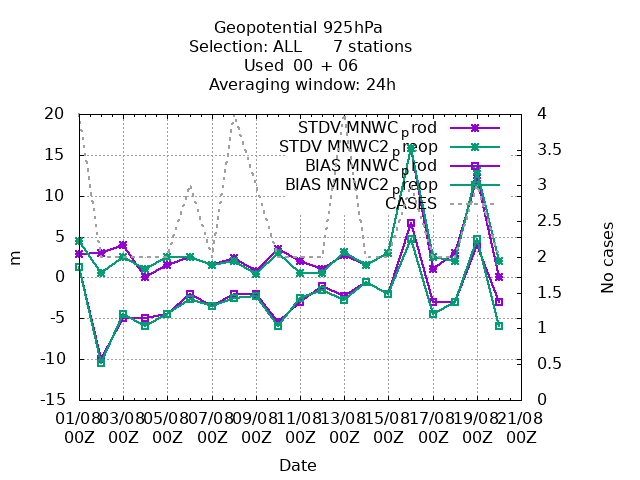 Geopotential 925hPa
Selection: ALL 7 stations
Used 00 + 06
Averaging window: 24h
20 4
STDV MNWC_prod
STDV MNWC2_preop
15 3.5
BIAS MNWC_prod
BIAS MNWC2_preop
10 3
CASES
2.5
5
2
0
1.5
-5
1
-10
0.5
-15 0
m
No cases
01/08 03/08 05/08 07/08 09/08 11/08 13/08 15/08 17/08 19/08 21/08
00Z 00Z 00Z 00Z 00Z 00Z 00Z 00Z 00Z 00Z 00Z
Date